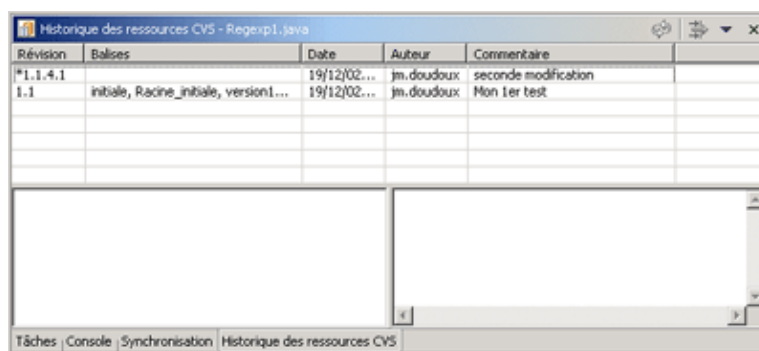 Historique des ressources CVS - Regexp1.java
Révision Balises Date Auteur Commentaire
*1.1.4.1 19/12/02... jm.doudoux seconde modification
1.1 initiale, Racine_initiale, version1... 19/12/02... jm.doudoux Mon 1er test
Tâches Console Synchronisation Historique des ressources CVS